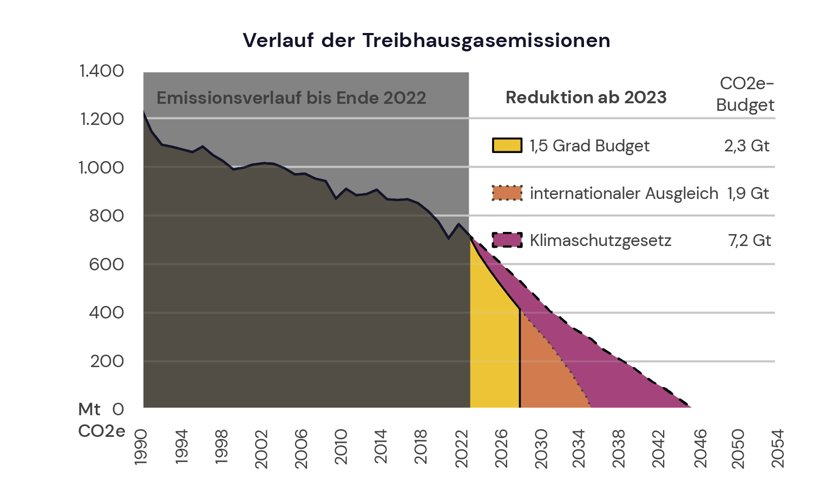 Verlauf der Treibhausgasemissionen
1.400
1.200
1.000
800
600
400
200
Mt 0
CO2e
Emissionsverlauf bis Ende 2022
Reduktion ab 2023
CO2e-
Budget
1,5 Grad Budget 2,3 Gt
internationaler Ausgleich 1,9 Gt
Klimaschutzgesetz 7,2 Gt
1990 1994 1998 2002 2006 2010 2014 2018 2022 2026 2030 2034 2038 2042 2046 2050 2054